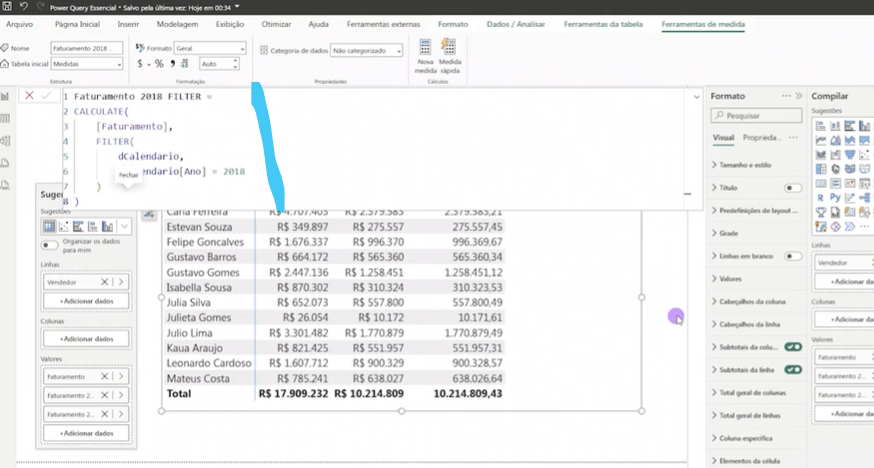 Power Query Essencial • Salvo pela última vez: Hoje em 00:34
Arquivo Página Inicial Inserir Modelagem Exibição Otimizar Ajuda Ferramentas externas Formato Dados / Analisar Ferramentas da tabela Ferramentas de medida
Nome Faturamento 2018 ...
Formato Geral
Categoria de dados Não categorizado
Tabela inicial Medidas
$ % Auto
Nova medida
Medida rápida
Estrutura Formatação Propriedades Cálculos
1 Faturamento 2018 FILTER =
2 CALCULATE(
3 [Faturamento],
4 FILTER(
5 dCalendario,
6 endario[Ano] = 2018
7 )
8 )
Fechar
Suges
Sugestões
Organizar os dados para mim
Linhas
Vendedor
+Adicionar dados
Colunas
+Adicionar dados
Valores
Faturamento
Faturamento 2...
Faturamento 2...
+Adicionar dados
Carla Ferreira R$ 4.707.403 R$ 2.379.583 2.379.583,21
Estevan Souza R$ 349.897 R$ 275.557 275.557,45
Felipe Goncalves R$ 1.676.337 R$ 996.370 996.369,67
Gustavo Barros R$ 664.172 R$ 565.360 565.360,34
Gustavo Gomes R$ 2.447.136 R$ 1.258.451 1.258.451,12
Isabella Sousa R$ 870.302 R$ 310.324 310.323,53
Julia Silva R$ 652.073 R$ 557.800 557.800,49
Julieta Gomes R$ 26.054 R$ 10.172 10.171,61
Julio Lima R$ 3.301.482 R$ 1.770.879 1.770.879,49
Kaua Araujo R$ 821.425 R$ 551.957 551.957,31
Leonardo Cardoso R$ 1.607.712 R$ 900.329 900.328,57
Mateus Costa R$ 785.241 R$ 638.027 638.026,64
Total R$ 17.909.232 R$ 10.214.809 10.214.809,43
Formato
Pesquisar
Visual Proprieda...
Tamanho e estilo
Título
Predefinições de layout ...
Grade
Linhas em branco
Valores
Cabeçalhos da coluna
Cabeçalhos da linha
Subtotais da colu...
Subtotais da linha
Total geral de colunas
Total geral de linhas
Coluna específica
Elementos da célula
Compilar
Sugestões
R Py
Linhas
Vendedor
+Adicionar d
Colunas
+Adicionar d
Valores
Faturamento
Faturamento 2...
Faturamento 2...
+Adicionar d